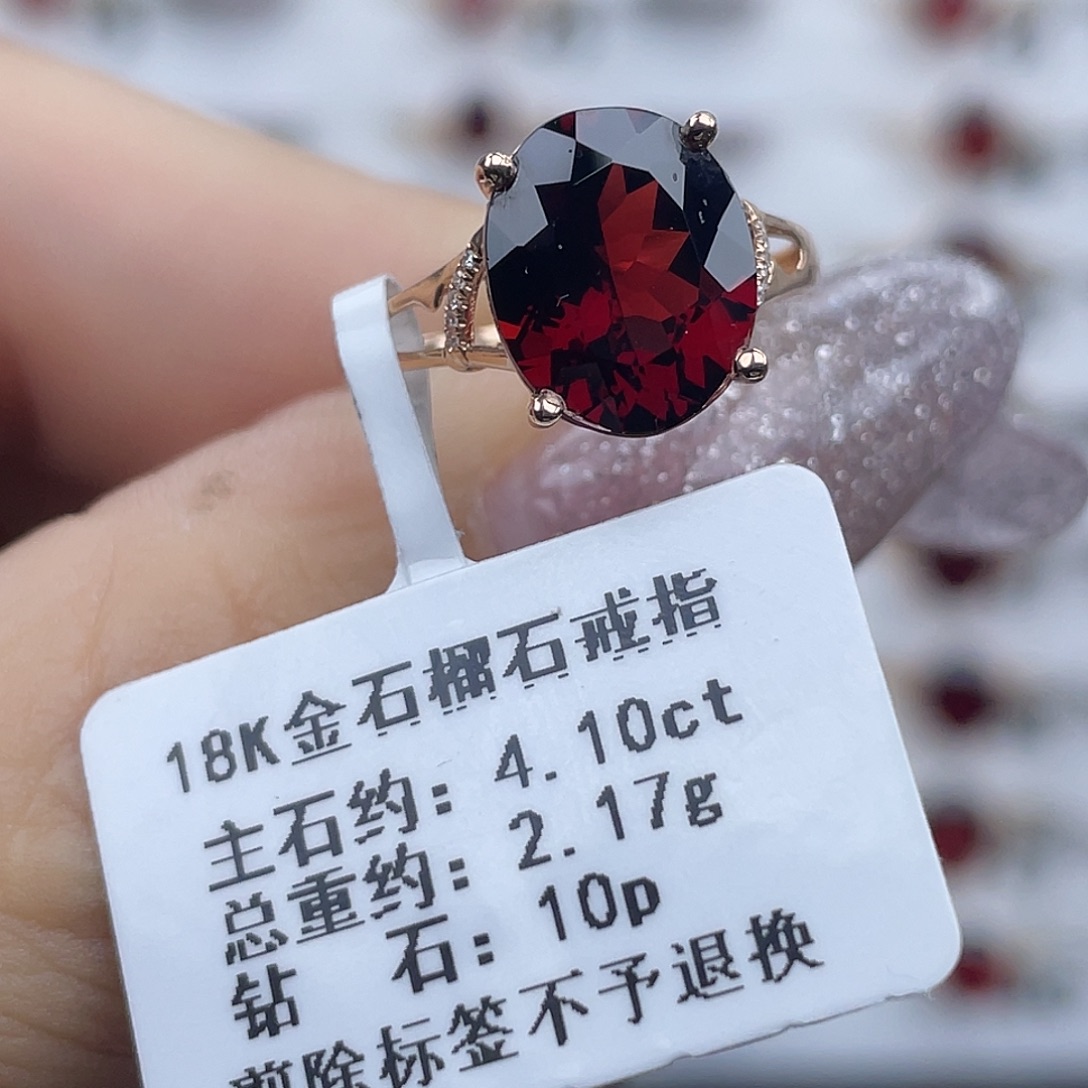 18K金石榴石戒指
主石约: 4.10ct
总重约: 2.17g
钻 石: 10p
剪除标签不予退换